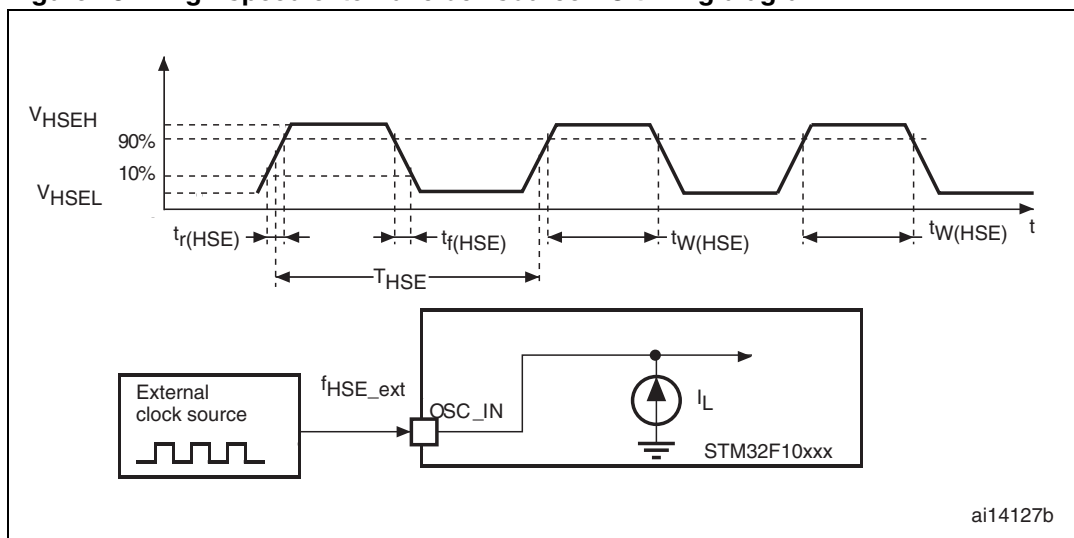 VHSEH
90%
10%
VHSEL
tr(HSE)
tf(HSE)
tW(HSE)
tW(HSE)
t
THSE
External
clock source
fHSE_ext
OSC_IN
IL
STM32F10xxx
ai14127b